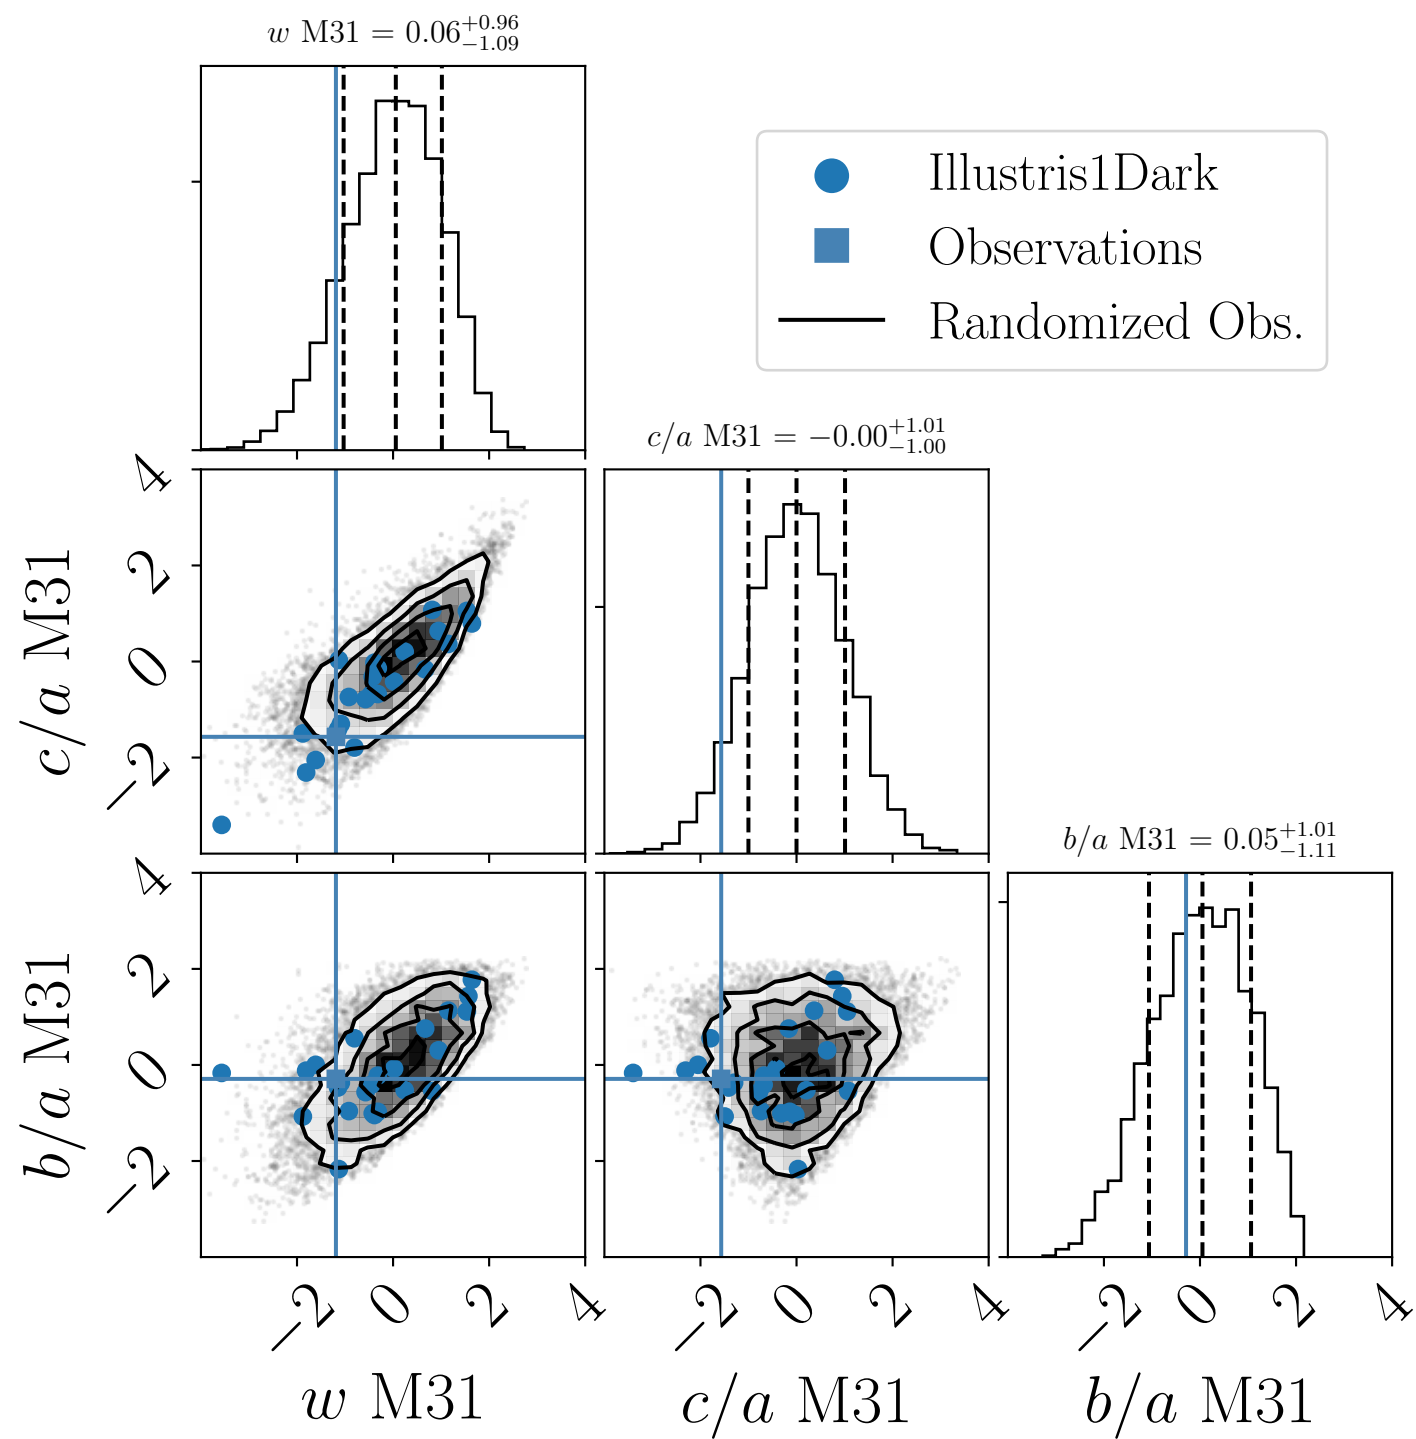 w M31 = 0.06+0.96 −1.09
Illustris1Dark
Observations
Randomized Obs.
c/a M31 = −0.00+1.01 −1.00
4
2
0
−2
c/a M31
b/a M31 = 0.05+1.01 −1.11
4
2
0
−2
b/a M31
−2 0 2 4 −2 0 2 4 −2 0 2 4
w M31 c/a M31 b/a M31